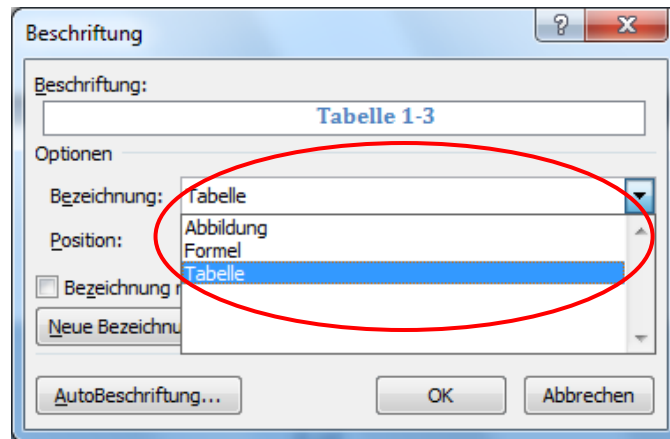 Beschriftung
Beschriftung:
Tabelle 1-3
Optionen
Bezeichnung: Tabelle
Abbildung
Position:
Formel
Tabelle
Bezeichnung
Neue Bezeichnu
AutoBeschriftung...
OK
Abbrechen